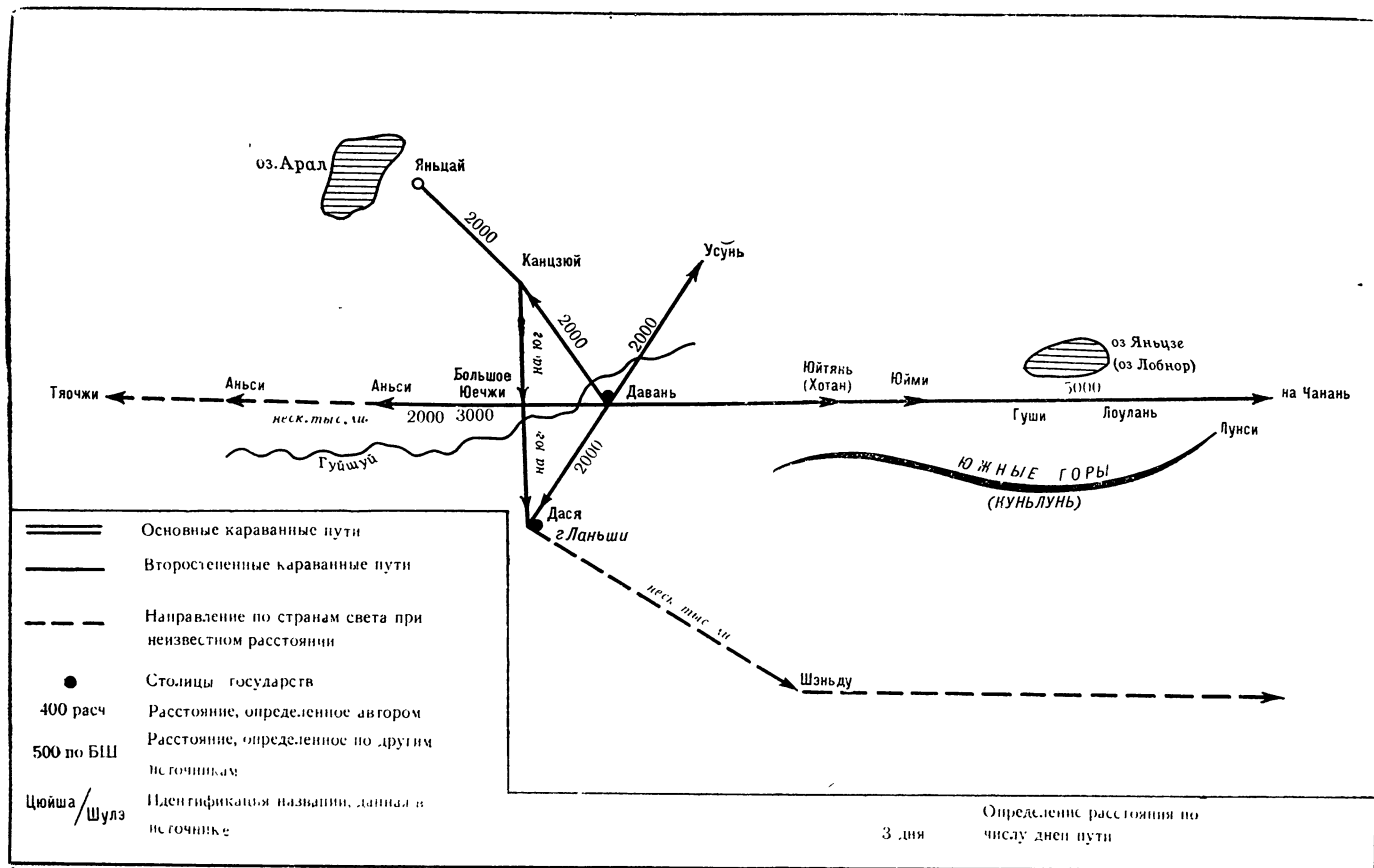 оз. Арал
Яньцай
2000
Канцзюй
Усунь
2000
2000
на юг
оз Яньцзе
(оз Лобнор)
5000
Тяочжи
Аньси
Аньси
Большое
Юечжи
Давань
Юйтянь
(Хотан)
Юйми
на Чанань
неск. тыс. ли.
2000
3000
Гуши
Лоулань
Лунси
Гуйшуй
на юг.
2000
ЮЖНЫЕ ГОРЫ
(КУНЬЛУНЬ)
Дася
г Ланьши
неск тыс ли
Шэньду
Основные караванные пути
Второстепенные караванные пути
Направление по странам света при
неизвестном расстоянии
Столицы государств
400 расч Расстояние, определенное автором
500 по БШ Расстояние, определенное по другим
источникам
Цюйша/Шулэ Идентификация названии, данная в
источнике
3 дня
Определение расстояния по
числу днеи пути